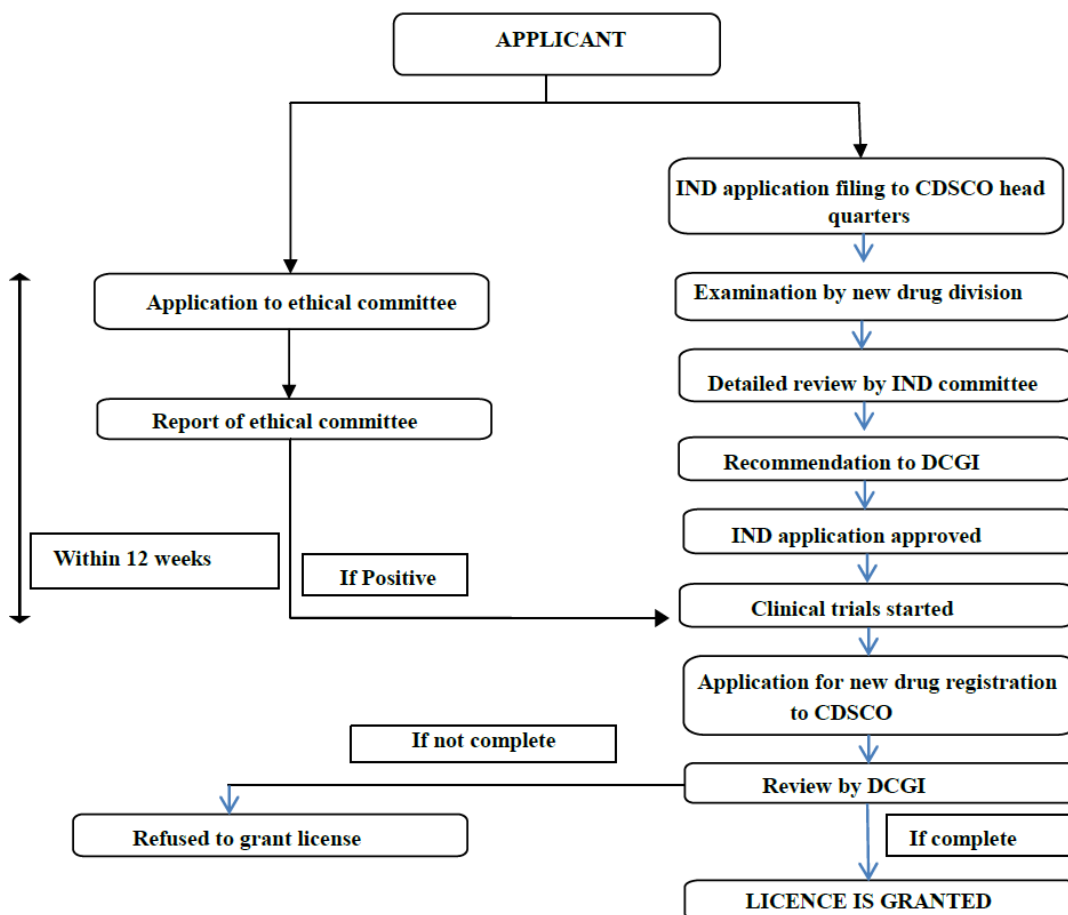 APPLICANT
IND application filing to CDSCO head
quarters
Application to ethical committee
Examination by new drug division
Detailed review by IND committee
Report of ethical committee
Recommendation to DCGI
IND application approved
Within 12 weeks
If Positive
Clinical trials started
Application for new drug registration
to CDSCO
If not complete
Review by DCGI
Refused to grant license
If complete
LICENCE IS GRANTED